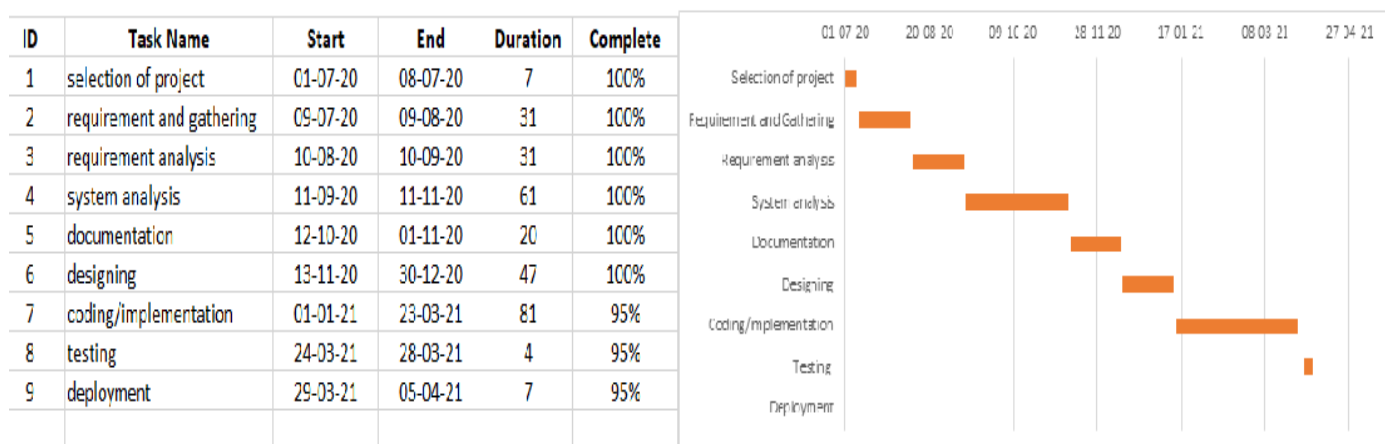 ID Task Name Start End Duration Complete
1 selection of project 01-07-20 08-07-20 7 100%
2 requirement and gathering 09-07-20 09-08-20 31 100%
3 requirement analysis 10-08-20 10-09-20 31 100%
4 system analysis 11-09-20 11-11-20 61 100%
5 documentation 12-10-20 01-11-20 20 100%
6 designing 13-11-20 30-12-20 47 100%
7 coding/implementation 01-01-21 23-03-21 81 95%
8 testing 24-03-21 28-03-21 4 95%
9 deployment 29-03-21 05-04-21 7 95%
01 07 20 20 08 20 09 10 20 28 11 20 17 01 21 08 03 21 27 04 21
Selection of project
Requirement and Gathering
Requirement analysis
System analysis
Documentation
Designing
Coding/implementation
Testing
Deployment